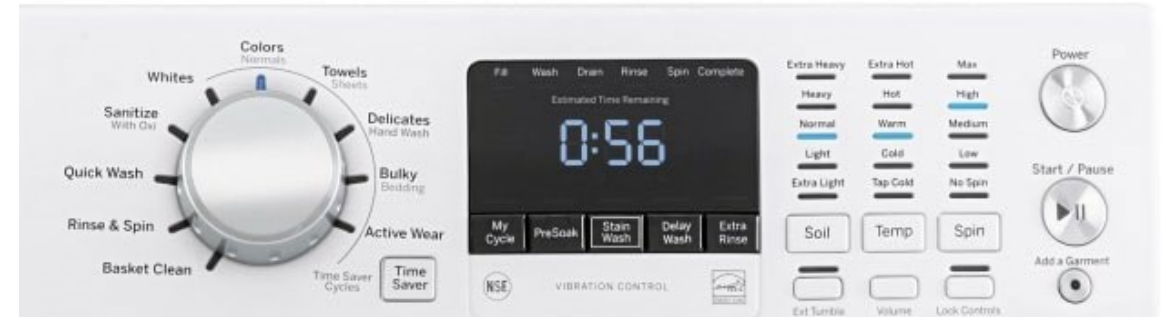 Colors
Normals
Whites
Towels
Sheets
Sanitize
With Oxi
Delicates
Hand Wash
Quick Wash
Bulky
Bedding
Rinse & Spin
Active Wear
Basket Clean
Time Saver
Cycles
Time
Saver
Fill Wash Drain Rinse Spin Complete
Estimated Time Remaining
0:56
My
Cycle
PreSoak
Stain
Wash
Delay
Wash
Extra
Rinse
NSF
VIBRATION CONTROL
Extra Heavy
Heavy
Normal
Light
Extra Light
Soil
Extra Hot
Hot
Warm
Cold
Tap Cold
Temp
Max
High
Medium
Low
No Spin
Spin
Ext Tumble
Volume
Lock Controls
Power
Start / Pause
Add a Garment